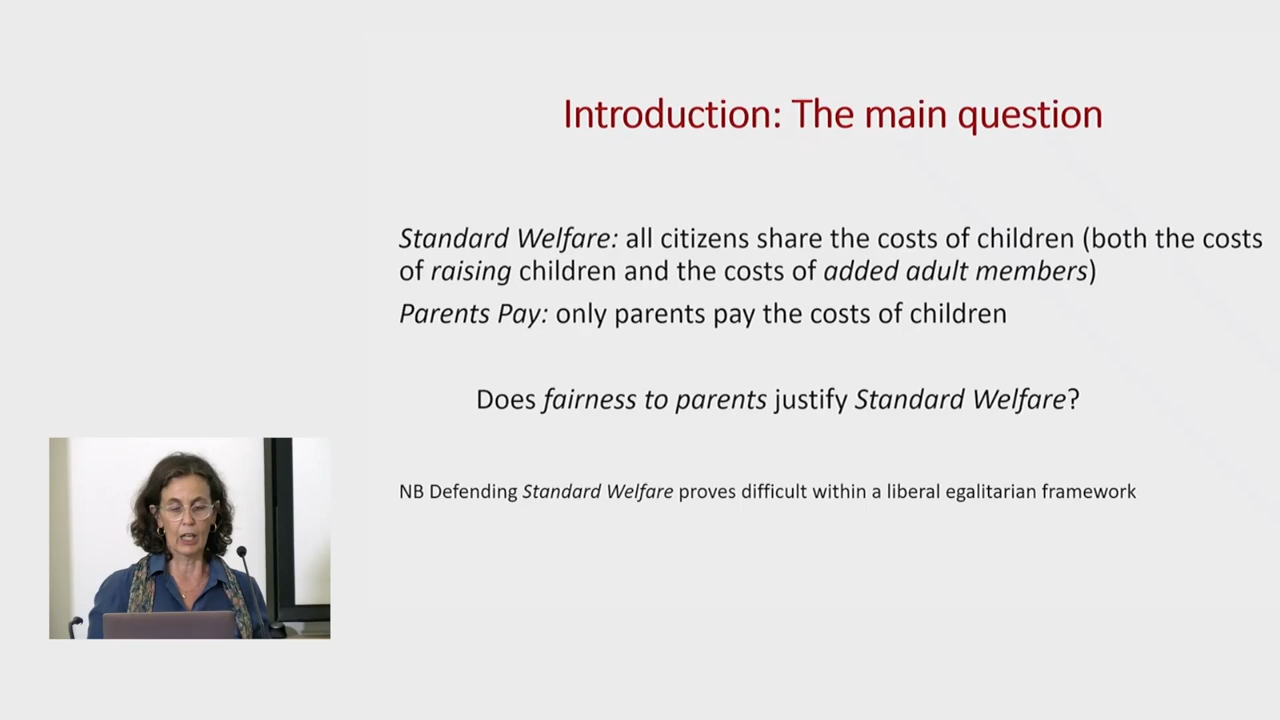 Introduction: The main question
Standard Welfare: all citizens share the costs of children (both the costs
of raising children and the costs of added adult members)
Parents Pay: only parents pay the costs of children
Does fairness to parents justify Standard Welfare?
NB Defending Standard Welfare proves difficult within a liberal egalitarian framework